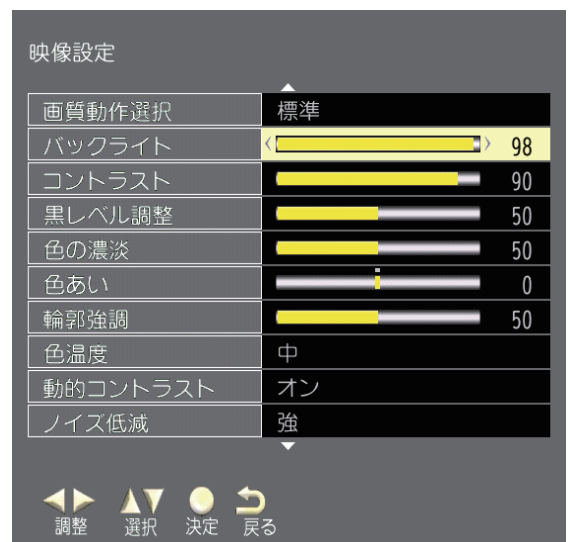 映像設定
画質動作選択 標準
バックライト 98
コントラスト 90
黒レベル調整 50
色の濃淡 50
色あい 0
輪郭強調 50
色温度 中
動的コントラスト オン
ノイズ低減 強
調整 選択 決定 戻る